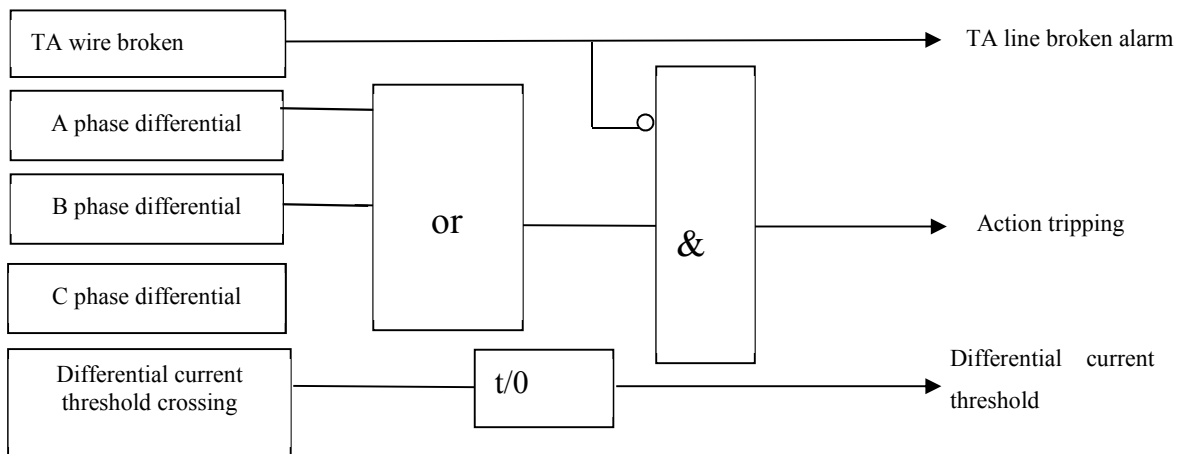 TA wire broken
TA line broken alarm
A phase differential
B phase differential
or
&
Action tripping
C phase differential
Differential current
threshold crossing
t/0
Differential current
threshold